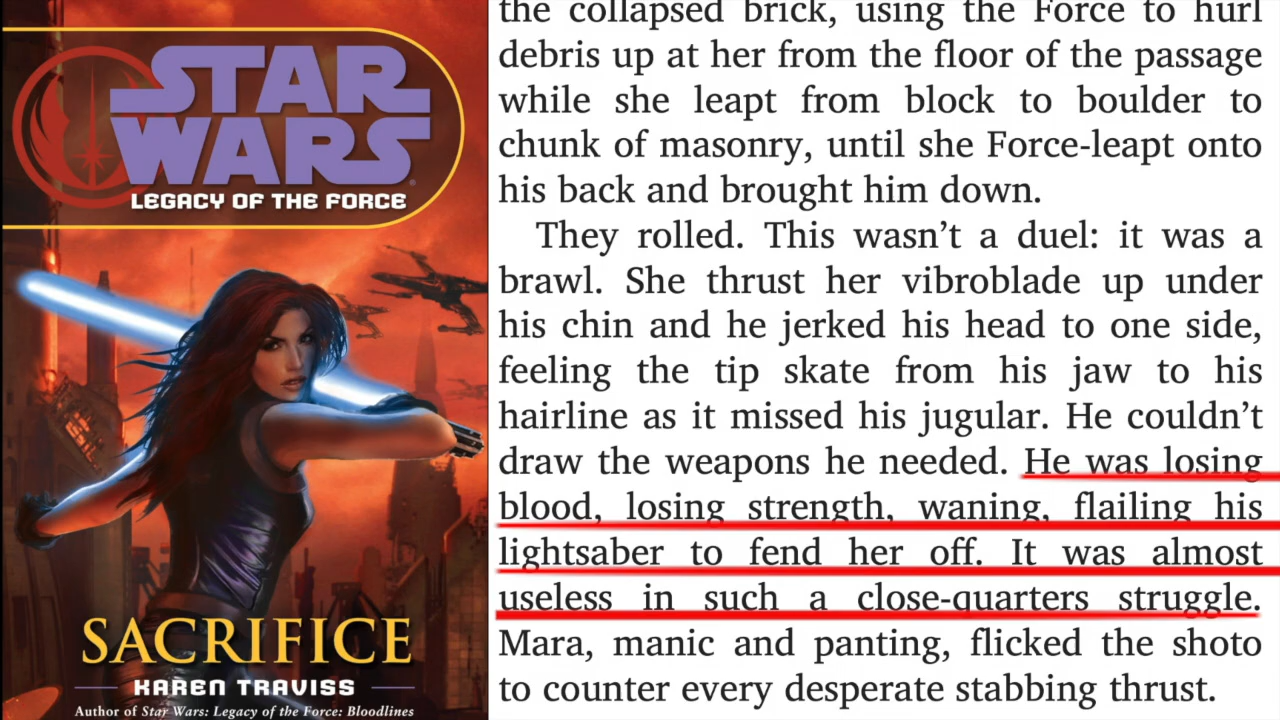 STAR
WARS
LEGACY OF THE FORCE
SACRIFICE
KAREN TRAVISS
Author of Star Wars: Legacy of the Force: Bloodlines
the collapsed brick, using the Force to hurl
debris up at her from the floor of the passage
while she leapt from block to boulder to
chunk of masonry, until she Force-leapt onto
his back and brought him down.
They rolled. This wasn’t a duel: it was a
brawl. She thrust her vibroblade up under
his chin and he jerked his head to one side,
feeling the tip skate from his jaw to his
hairline as it missed his jugular. He couldn’t
draw the weapons he needed. He was losing
blood, losing strength, waning, flailing his
lightsaber to fend her off. It was almost
useless in such a close-quarters struggle.
Mara, manic and panting, flicked the shoto
to counter every desperate stabbing thrust.